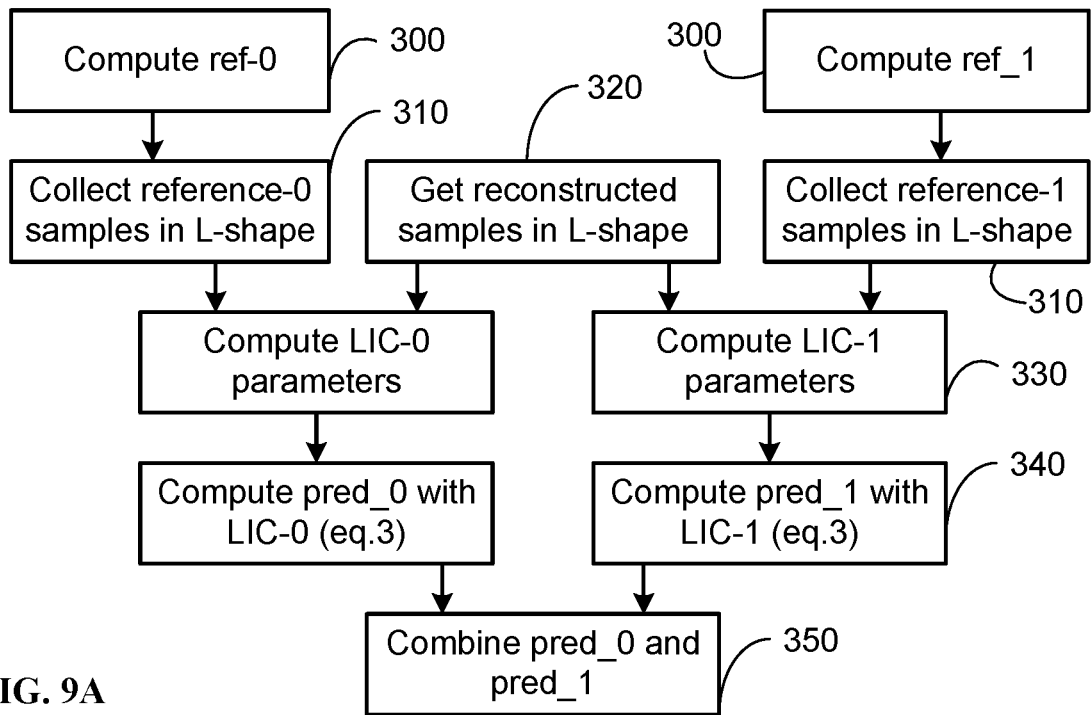 Compute ref-0
300
300
Compute ref_1
310
320
Collect reference-0
samples in L-shape
Get reconstructed
samples in L-shape
Collect reference-1
samples in L-shape
310
Compute LIC-0
parameters
Compute LIC-1
parameters
330
Compute pred_0 with
LIC-0 (eq.3)
Compute pred_1 with
LIC-1 (eq.3)
340
Combine pred_0 and
pred_1
350
IG. 9A